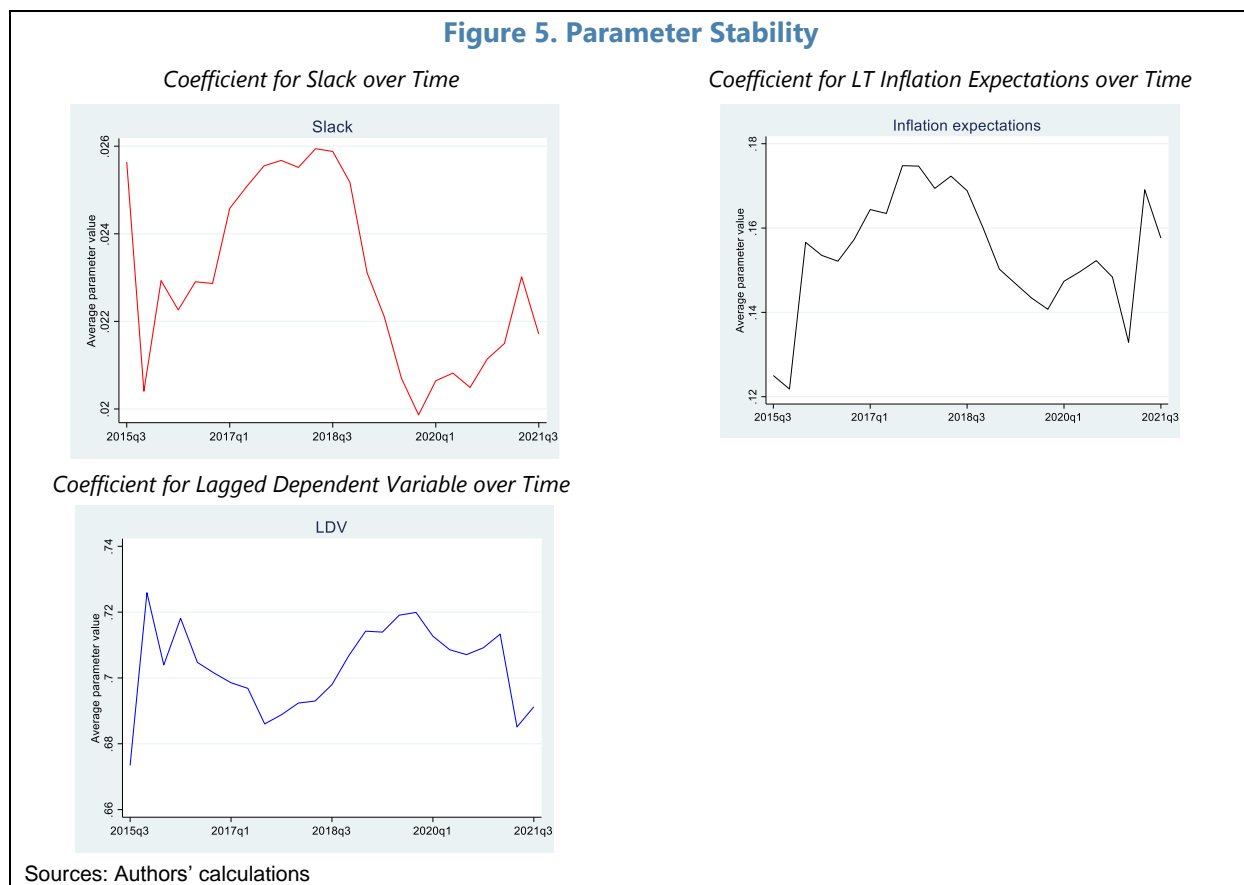 Figure 5. Parameter Stability
Coefficient for Slack over Time
Coefficient for LT Inflation Expectations over Time
Slack
Average parameter value
.026
.024
.022
.02
2015q3 2017q1 2018q3 2020q1 2021q3
Inflation expectations
Average parameter value
.18
.16
.14
.12
2015q3 2017q1 2018q3 2020q1 2021q3
Coefficient for Lagged Dependent Variable over Time
LDV
Average parameter value
.74
.72
.7
.68
.66
2015q3 2017q1 2018q3 2020q1 2021q3
Sources: Authors' calculations